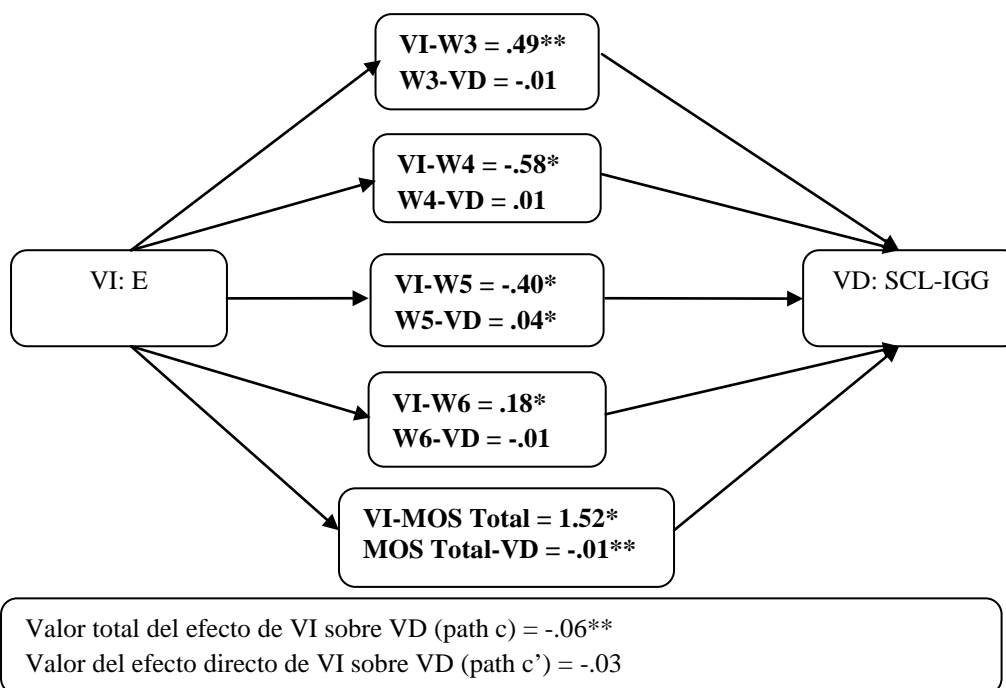 VI-W3 = .49**
W3-VD = -.01
VI-W4 = -.58*
W4-VD = .01
VI: E
VI-W5 = -.40*
W5-VD = .04*
VD: SCL-IGG
VI-W6 = .18*
W6-VD = -.01
VI-MOS Total = 1.52*
MOS Total-VD = -.01**
Valor total del efecto de VI sobre VD (path c) = -.06**
Valor del efecto directo de VI sobre VD (path c’) = -.03